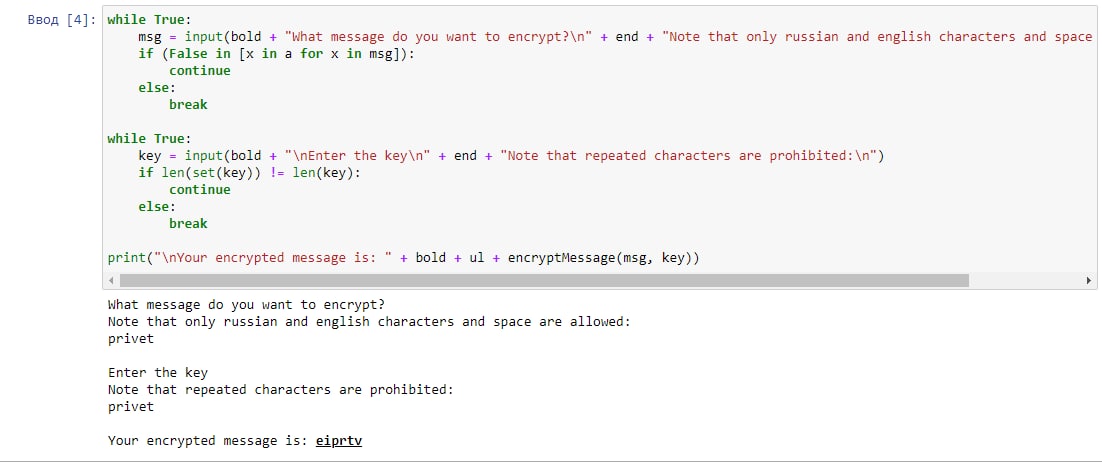 Ввод [4]: while True:
    msg = input(bold + "What message do you want to encrypt?\n" + end + "Note that only russian and english characters and space
    if (False in [x in a for x in msg]):
        continue
    else:
        break
while True:
    key = input(bold + "\nEnter the key\n" + end + "Note that repeated characters are prohibited:\n")
    if len(set(key)) != len(key):
        continue
    else:
        break
print("\nYour encrypted message is: " + bold + ul + encryptMessage(msg, key))
What message do you want to encrypt?
Note that only russian and english characters and space are allowed:
privet
Enter the key
Note that repeated characters are prohibited:
privet
Your encrypted message is: eiprtv